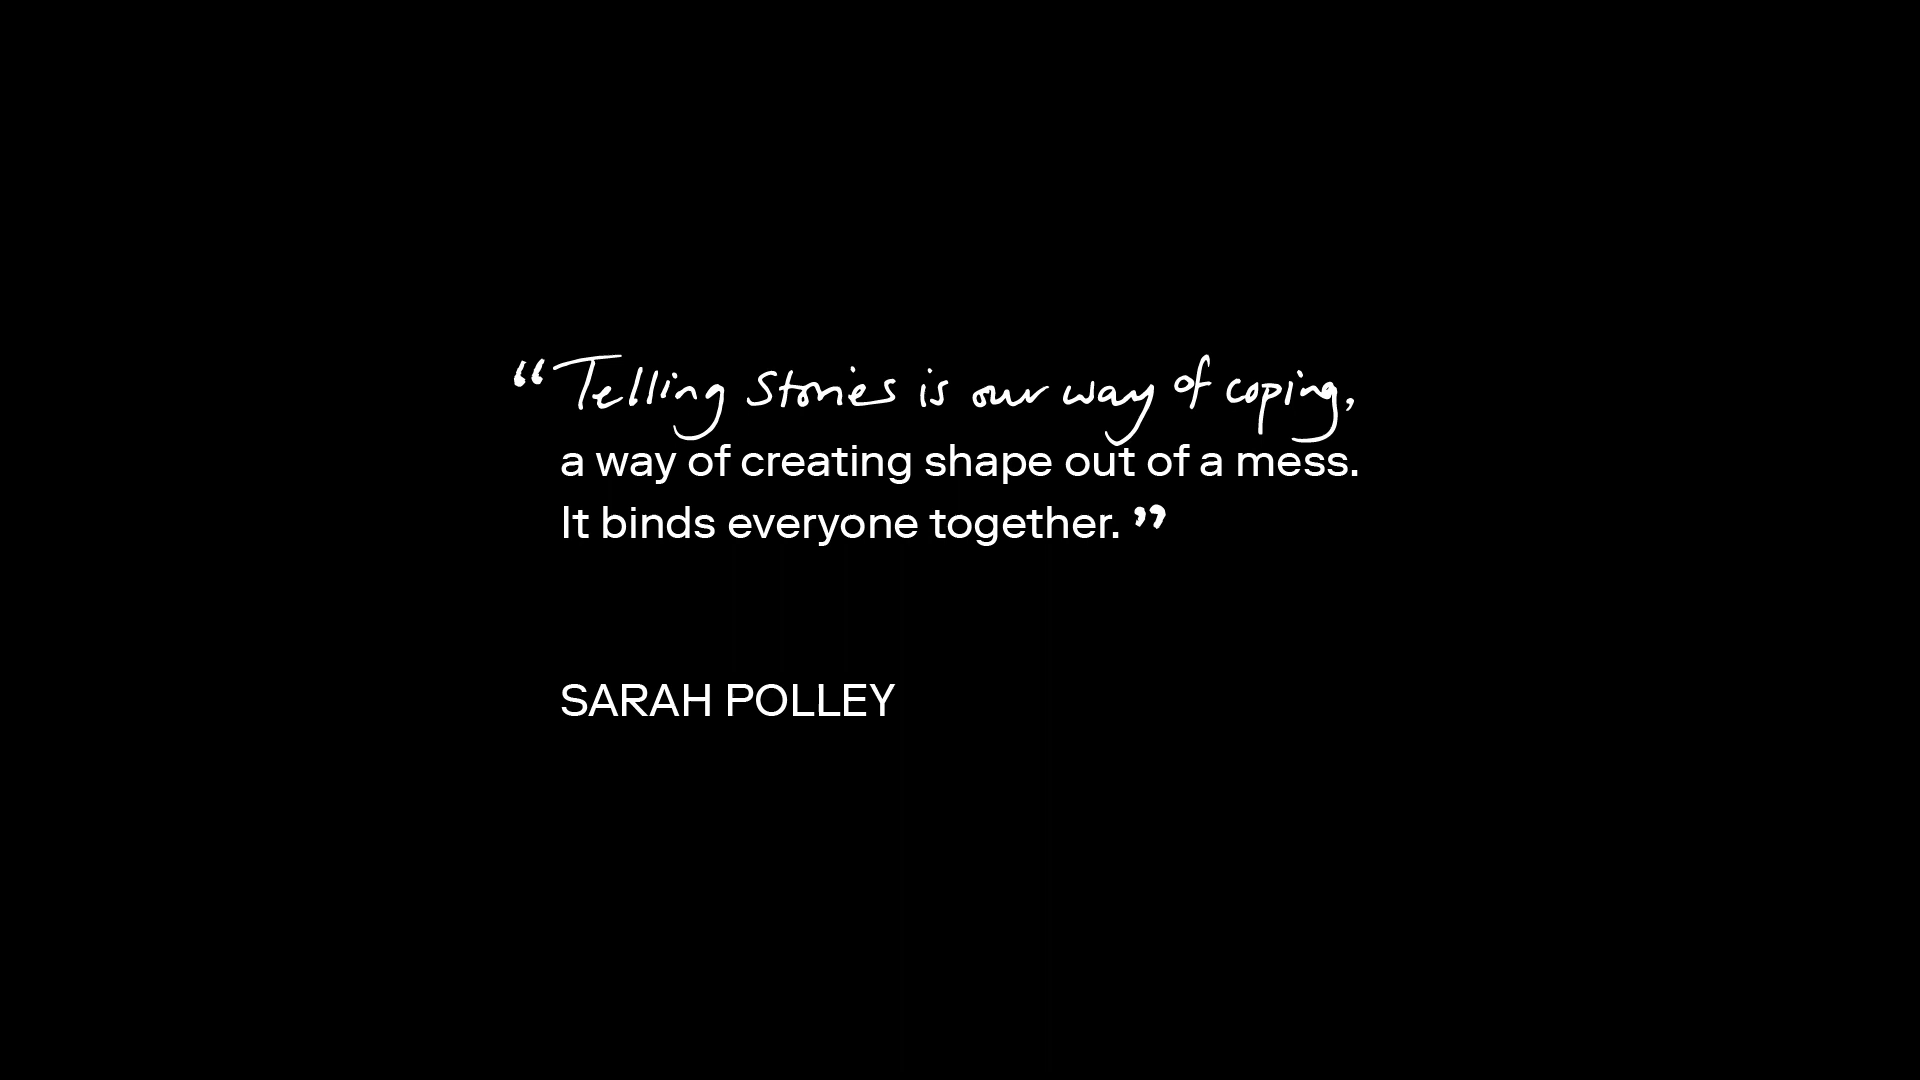 “Telling Stories is our way of coping,
a way of creating shape out of a mess.
It binds everyone together.”
SARAH POLLEY